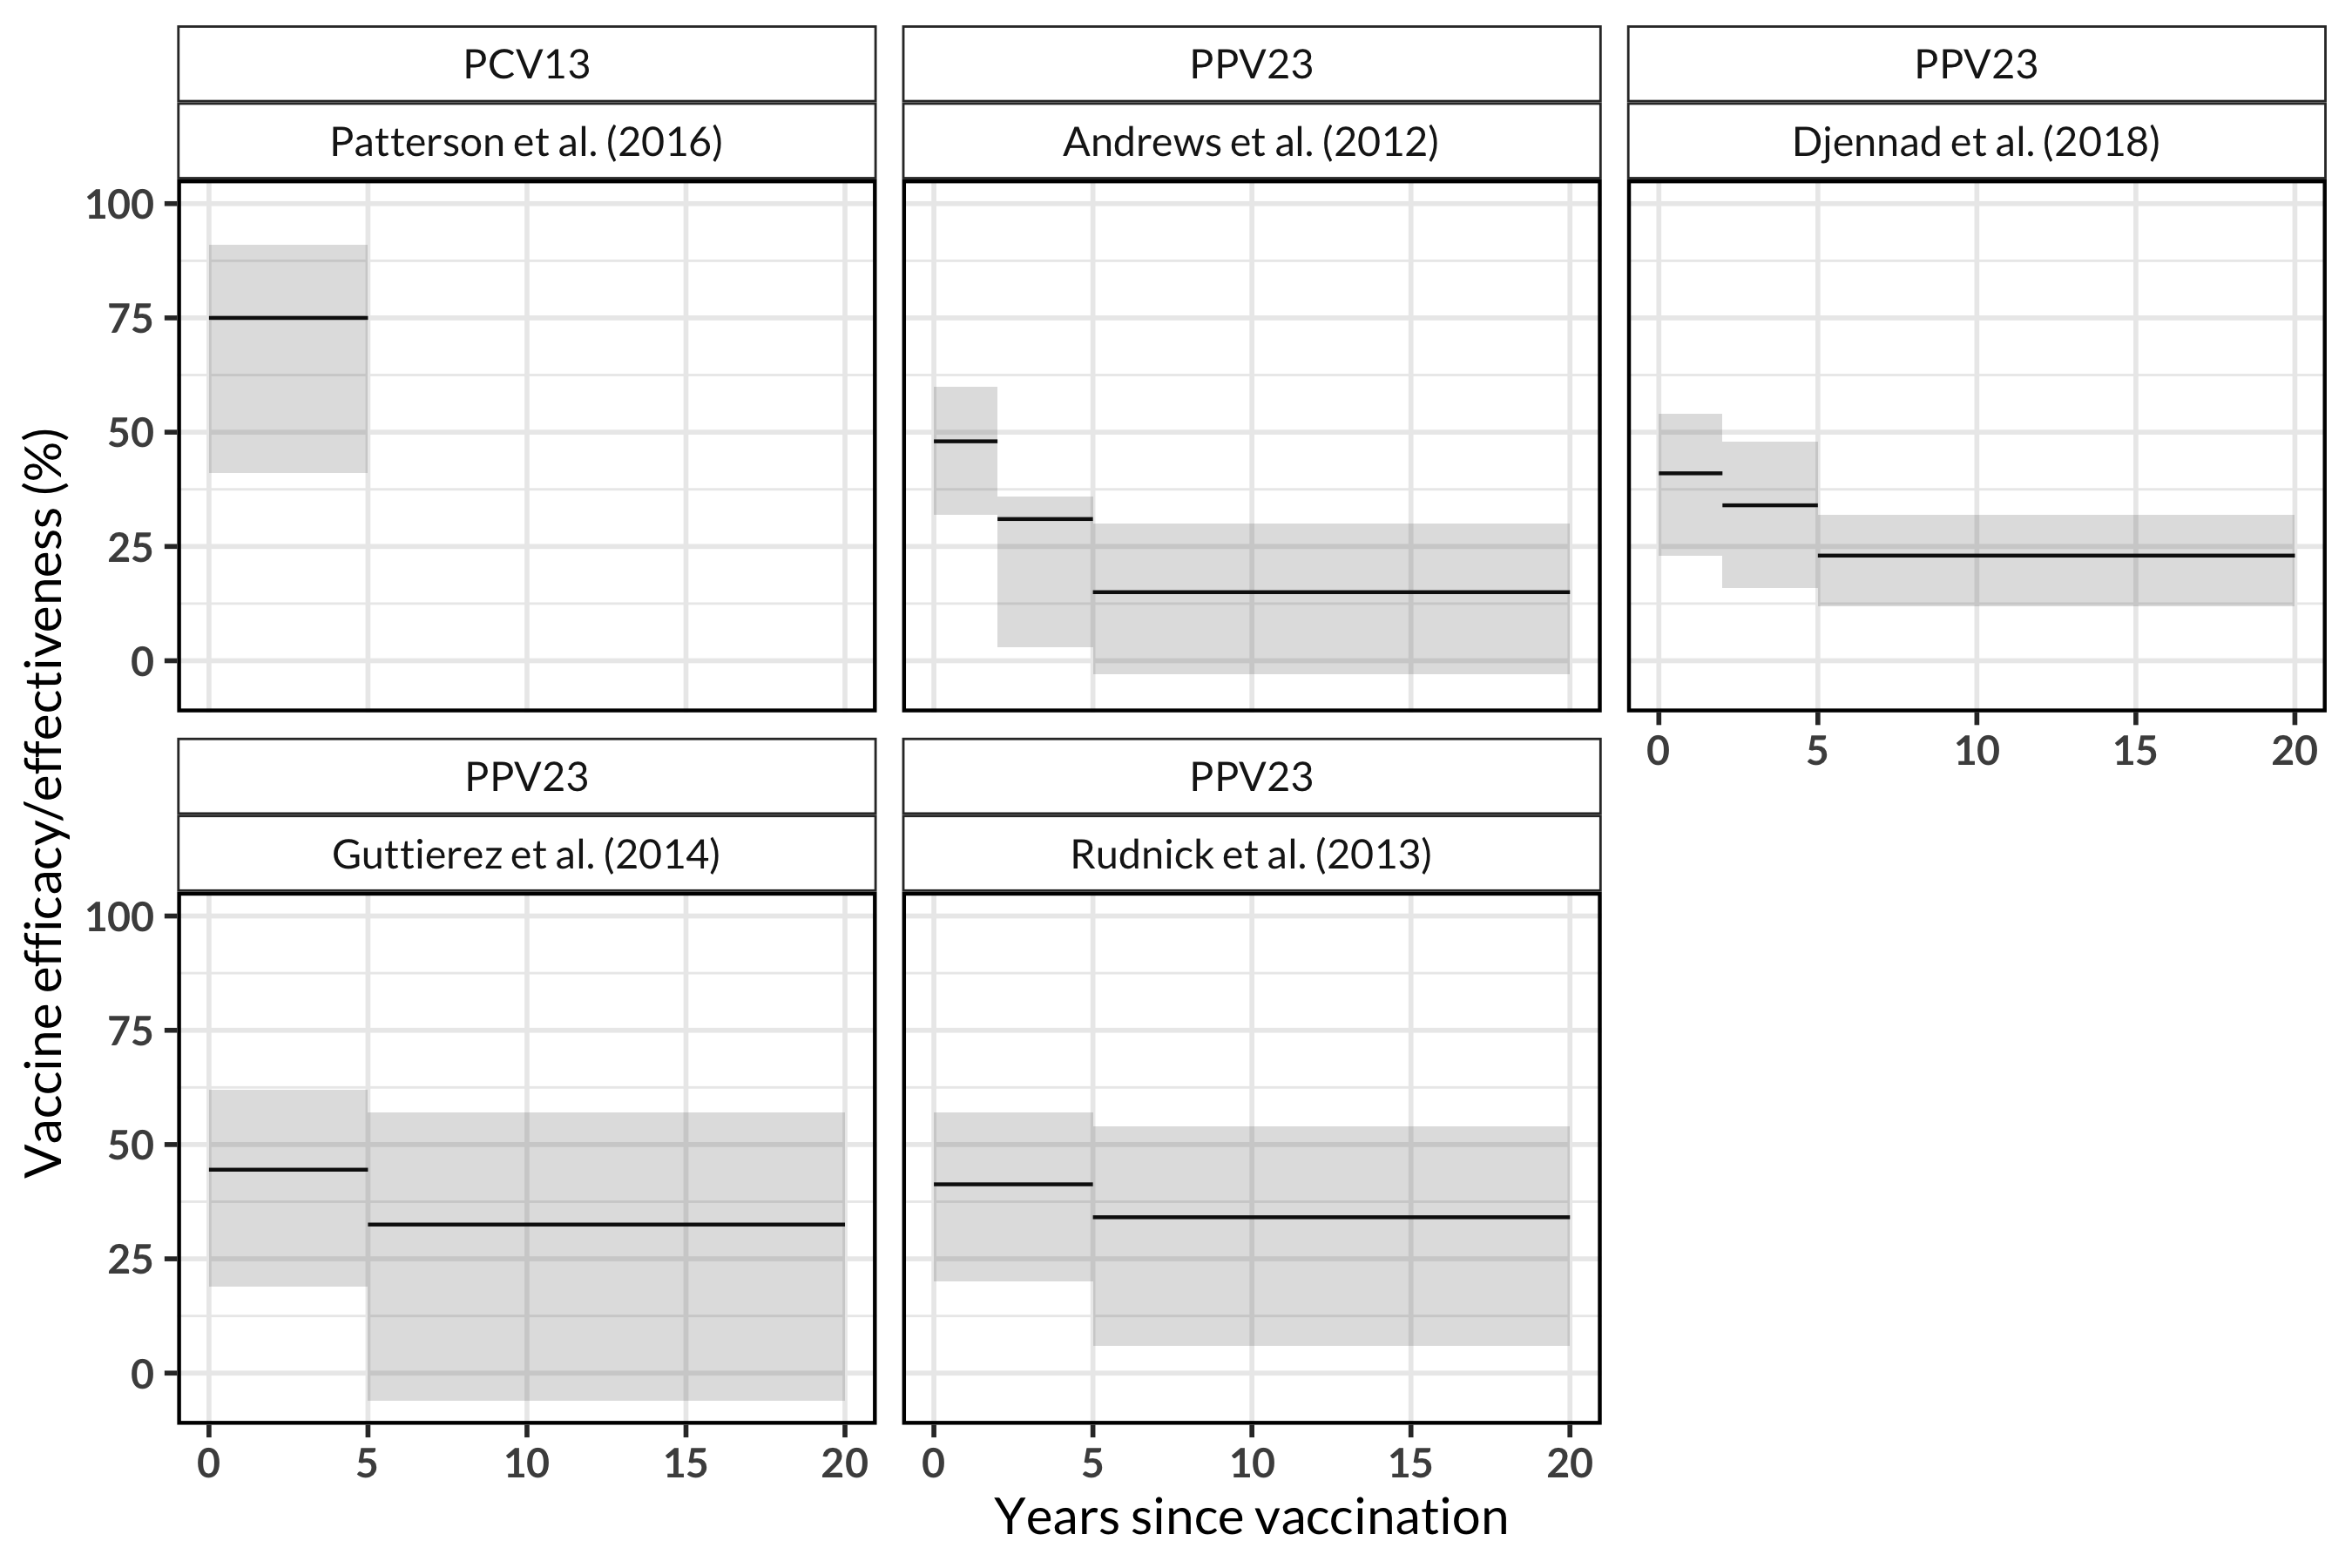 PCV13
Patterson et al. (2016)
PPV23
Andrews et al. (2012)
PPV23
Djennad et al. (2018)
100
75
50
25
0
0 5 10 15 20
PPV23
Guttierez et al. (2014)
PPV23
Rudnick et al. (2013)
100
75
50
25
0
0 5 10 15 20
0 5 10 15 20
Vaccine efficacy/effectiveness (%)
Years since vaccination